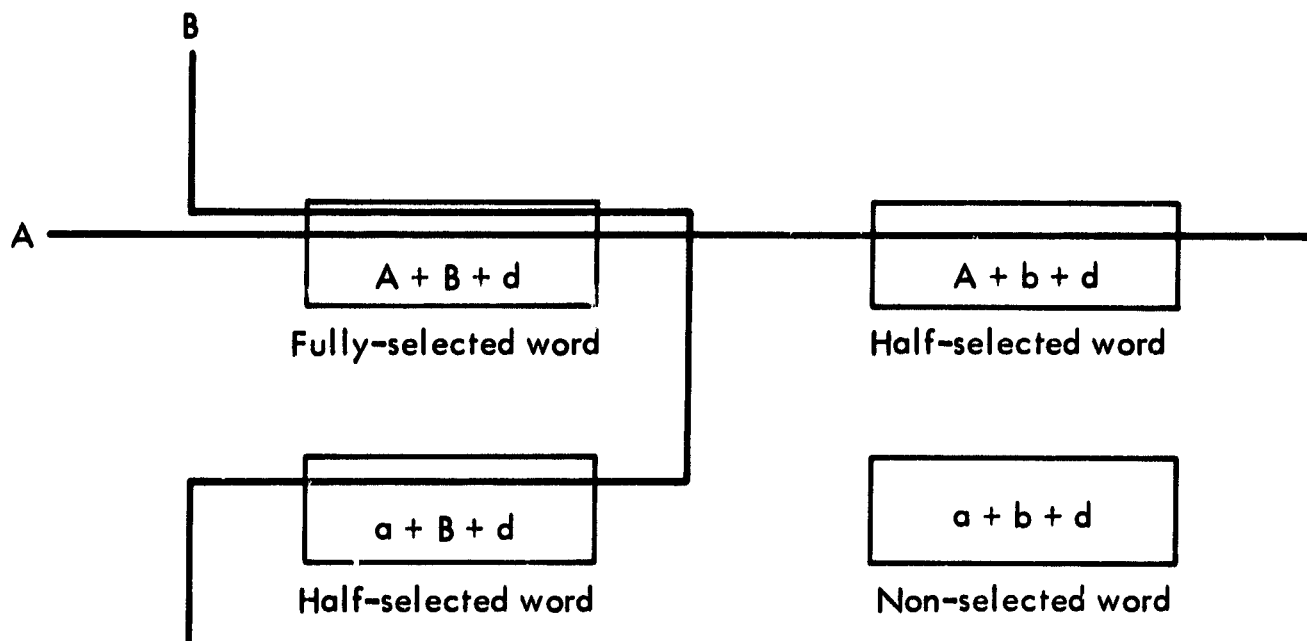 B
A
A + B + d
A + b + d
Fully-selected word
Half-selected word
a + B + d
a + b + d
Half-selected word
Non-selected word